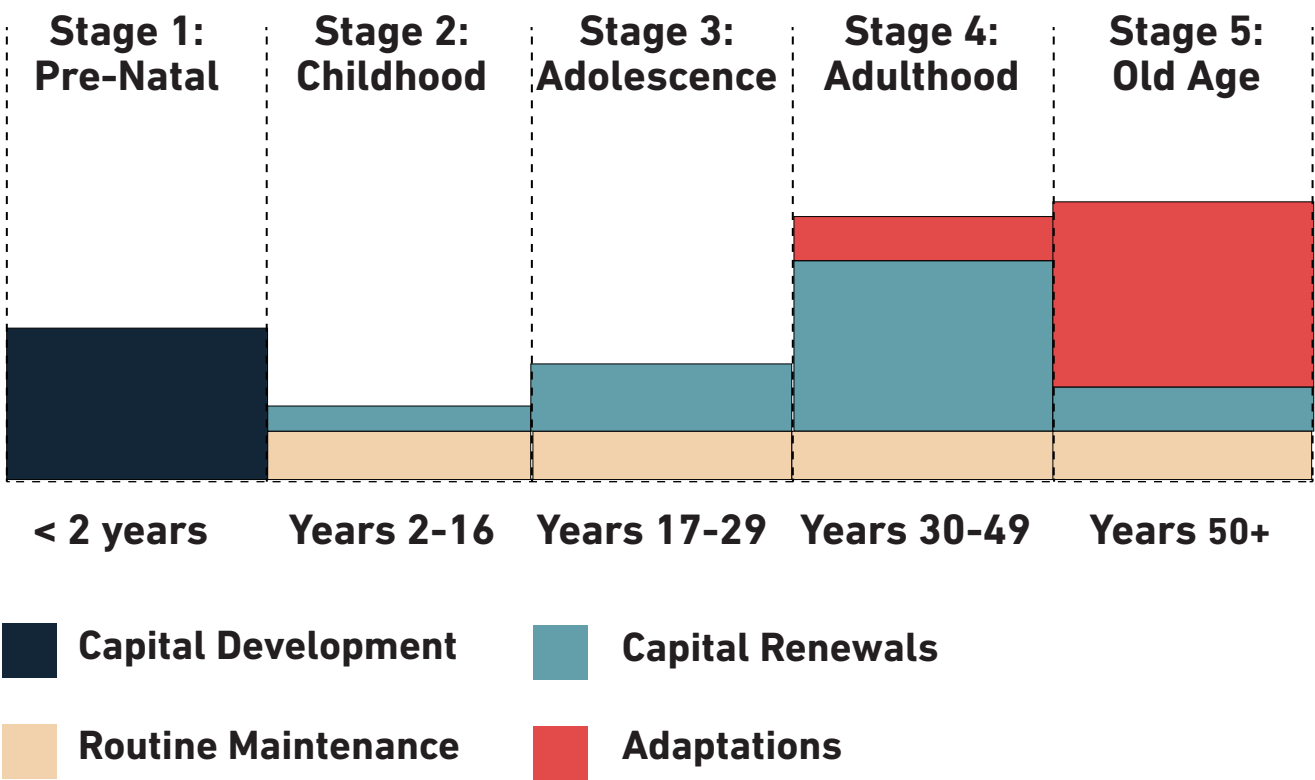 Stage 1:
Pre-Natal
Stage 2:
Childhood
Stage 3:
Adolescence
Stage 4:
Adulthood
Stage 5:
Old Age
< 2 years
Years 2-16
Years 17-29
Years 30-49
Years 50+
Capital Development
Capital Renewals
Routine Maintenance
Adaptations